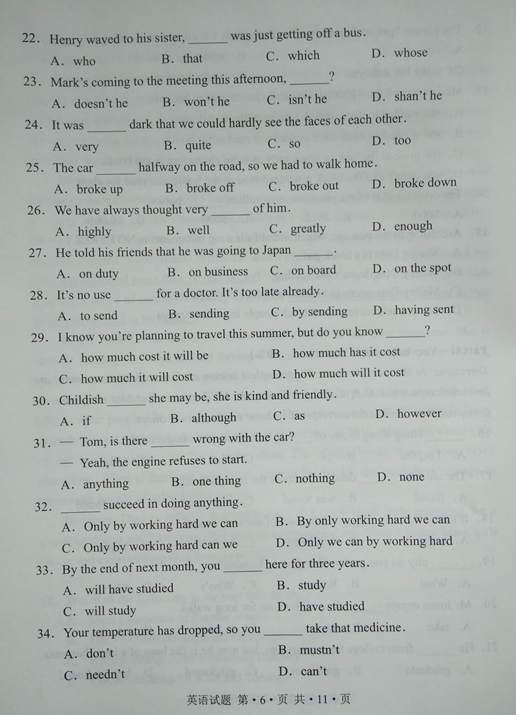 22. Henry waved to his sister, ______ was just getting off a bus.
A. who B. that C. which D. whose
23. Mark's coming to the meeting this afternoon, ______?
A. doesn't he B. won't he C. isn't he D. shan't he
24. It was ______ dark that we could hardly see the faces of each other.
A. very B. quite C. so D. too
25. The car ______ halfway on the road, so we had to walk home.
A. broke up B. broke off C. broke out D. broke down
26. We have always thought very ______ of him.
A. highly B. well C. greatly D. enough
27. He told his friends that he was going to Japan ______.
A. on duty B. on business C. on board D. on the spot
28. It's no use ______ for a doctor. It's too late already.
A. to send B. sending C. by sending D. having sent
29. I know you're planning to travel this summer, but do you know ______?
A. how much cost it will be B. how much has it cost
C. how much it will cost D. how much will it cost
30. Childish ______ she may be, she is kind and friendly.
A. if B. although C. as D. however
31. — Tom, is there ______ wrong with the car?
— Yeah, the engine refuses to start.
A. anything B. one thing C. nothing D. none
32. ______ succeed in doing anything.
A. Only by working hard we can B. By only working hard we can
C. Only by working hard can we D. Only we can by working hard
33. By the end of next month, you ______ here for three years.
A. will have studied B. study
C. will study D. have studied
34. Your temperature has dropped, so you ______ take that medicine.
A. don't B. mustn't
C. needn't D. can't
英语试题 第·6·页 共·11·页